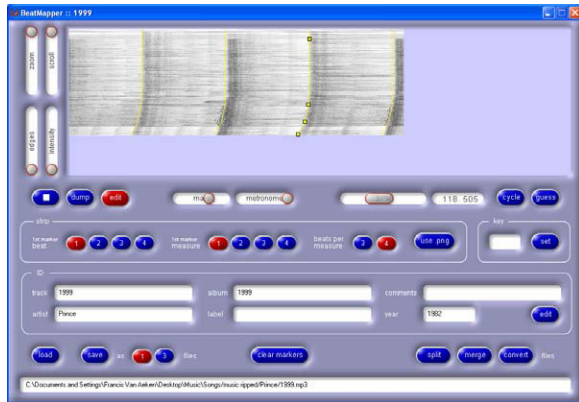 BeatMapper :: 1999
zoom
scroll
edges
intensity
dump
edit
metronome
118.505
cycle
guess
strip
key
1st marker
beat
1
2
3
4
1st marker
measure
1
2
3
4
beats per
measure
3
4
use .png
set
ID
track
1999
album
1999
comments
artist
Prince
label
year
1982
edit
load
save
as
1
3
files
clear markers
split
merge
convert
files
C:\Documents and Settings\Francis Van Aeken\Desktop\Music\Songs/music ripped/Prince/1999.mp3